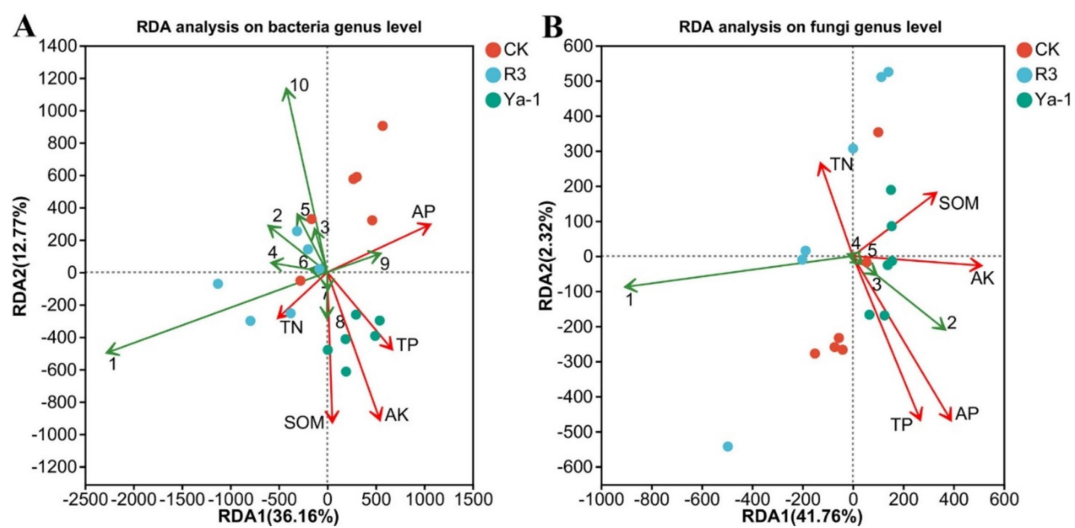 A
RDA analysis on bacteria genus level
1400
1200
1000
800
600
400
200
0
-200
-400
-600
-800
-1000
-1200
RDA2(12.77%)
-2500
-2000
-1500
-1000
-500
0
500
1000
1500
RDA1(36.16%)
CK
R3
Ya-1
10
5
2
3
4
6
9
7
8
1
AP
TN
TP
SOM
AK
B
RDA analysis on fungi genus level
600
500
400
300
200
100
0
-100
-200
-300
-400
-500
-600
RDA2(2.32%)
-1000
-800
-600
-400
-200
0
200
400
600
800
RDA1(41.76%)
CK
R3
Ya-1
TN
SOM
4
5
AK
3
1
2
TP
AP